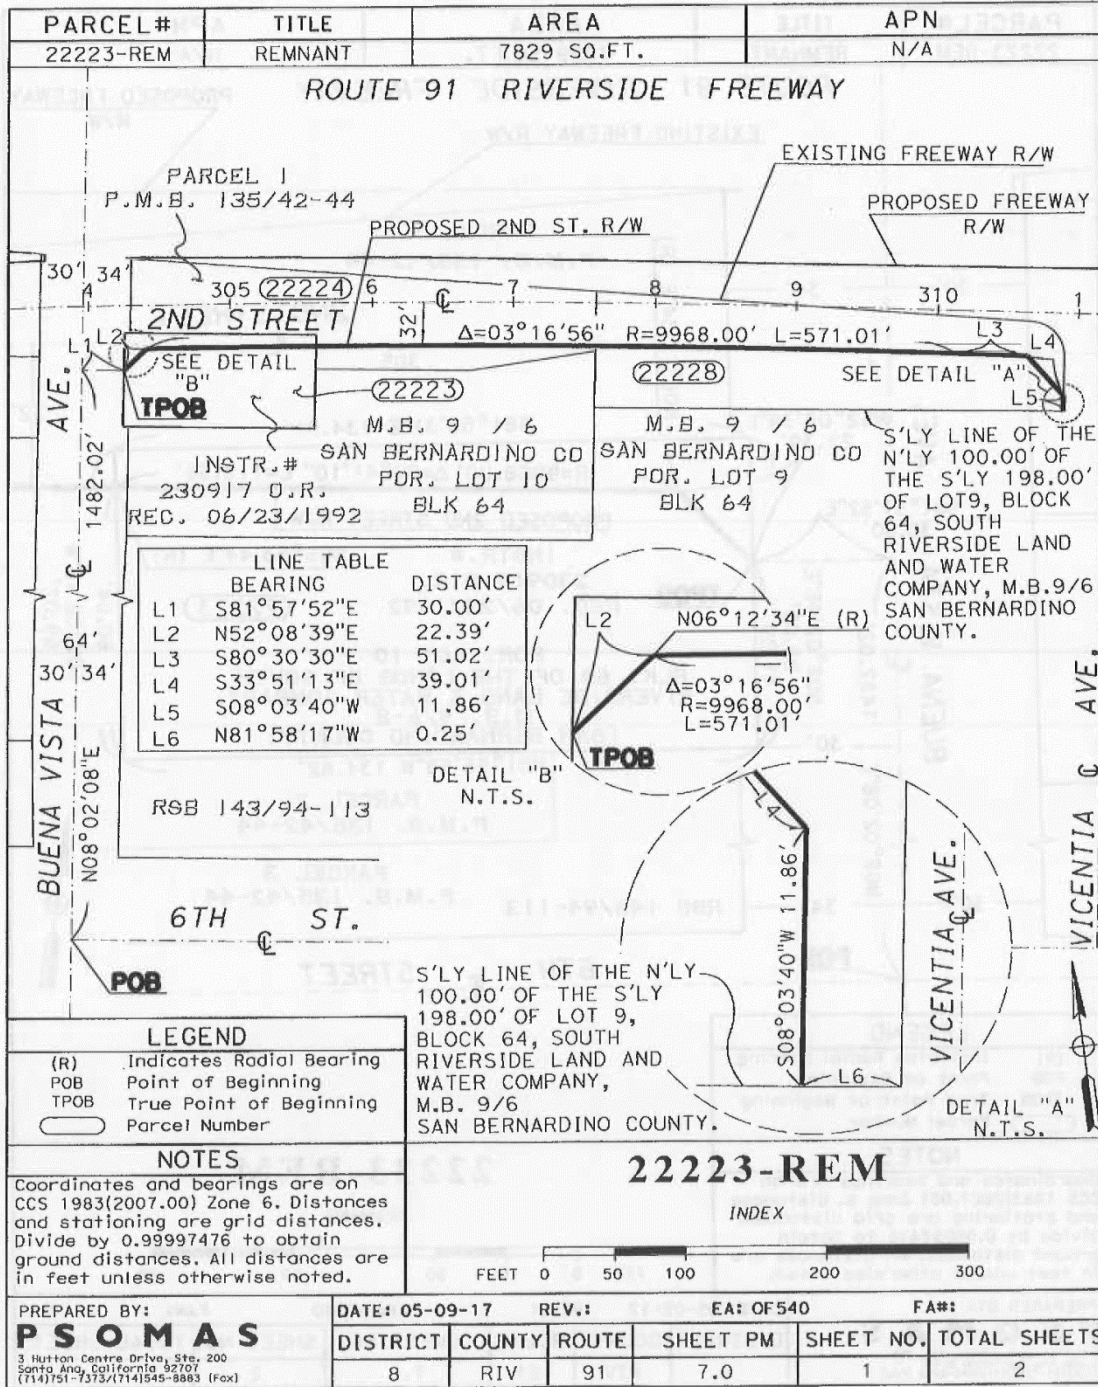 PARCEL# TITLE AREA APN
22223-REM REMNANT 7829 SQ.FT. N/A
ROUTE 91 RIVERSIDE FREEWAY
EXISTING FREEWAY R/W
PARCEL 1
P.M.B. 135/42-44
PROPOSED FREEWAY
R/W
PROPOSED 2ND ST. R/W
30' 34'
4 305 22224 6 ℄ 7 8 9 310 1
2ND STREET
32'
Δ=03°16'56" R=9968.00' L=571.01'
L3
L4
L1
L2
SEE DETAIL
"B"
TPOB
22223
22228
SEE DETAIL "A"
L5
M.B. 9 / 6
SAN BERNARDINO CO
POR. LOT 10
BLK 64
M.B. 9 / 6
SAN BERNARDINO CO
POR. LOT 9
BLK 64
S'LY LINE OF THE
N'LY 100.00' OF
THE S'LY 198.00'
OF LOT9, BLOCK
64, SOUTH
RIVERSIDE LAND
AND WATER
COMPANY, M.B.9/6
SAN BERNARDINO
COUNTY.
INSTR.#
230917 O.R.
REC. 06/23/1992
BUENA VISTA AVE.
1482.02'
℄
64'
30' 34'
N08°02'08"E
LINE TABLE
BEARING DISTANCE
L1 S81°57'52"E 30.00'
L2 N52°08'39"E 22.39'
L3 S80°30'30"E 51.02'
L4 S33°51'13"E 39.01'
L5 S08°03'40"W 11.86'
L6 N81°58'17"W 0.25'
RSB 143/94-113
L2
N06°12'34"E (R)
Δ=03°16'56"
R=9968.00'
L=571.01'
TPOB
DETAIL "B"
N.T.S.
6TH ST.
℄
POB
L4
S08°03'40"W 11.86'
VICENTIA AVE.
℄
L6
DETAIL "A"
N.T.S.
VICENTIA ℄ AVE.
S'LY LINE OF THE N'LY
100.00' OF THE S'LY
198.00' OF LOT 9,
BLOCK 64, SOUTH
RIVERSIDE LAND AND
WATER COMPANY,
M.B. 9/6
SAN BERNARDINO COUNTY.
LEGEND
(R) Indicates Radial Bearing
POB Point of Beginning
TPOB True Point of Beginning
Parcel Number
NOTES
Coordinates and bearings are on
CCS 1983(2007.00) Zone 6. Distances
and stationing are grid distances.
Divide by 0.99997476 to obtain
ground distances. All distances are
in feet unless otherwise noted.
22223-REM
INDEX
FEET 0 50 100 200 300
PREPARED BY:
PSOMAS
3 Hutton Centre Drive, Ste. 200
Santa Ana, California 92707
(714)751-7373/(714)545-8883 (Fax)
DATE: 05-09-17 REV.: EA: OF540 FA#:
DISTRICT COUNTY ROUTE SHEET PM SHEET NO. TOTAL SHEETS
8 RIV 91 7.0 1 2